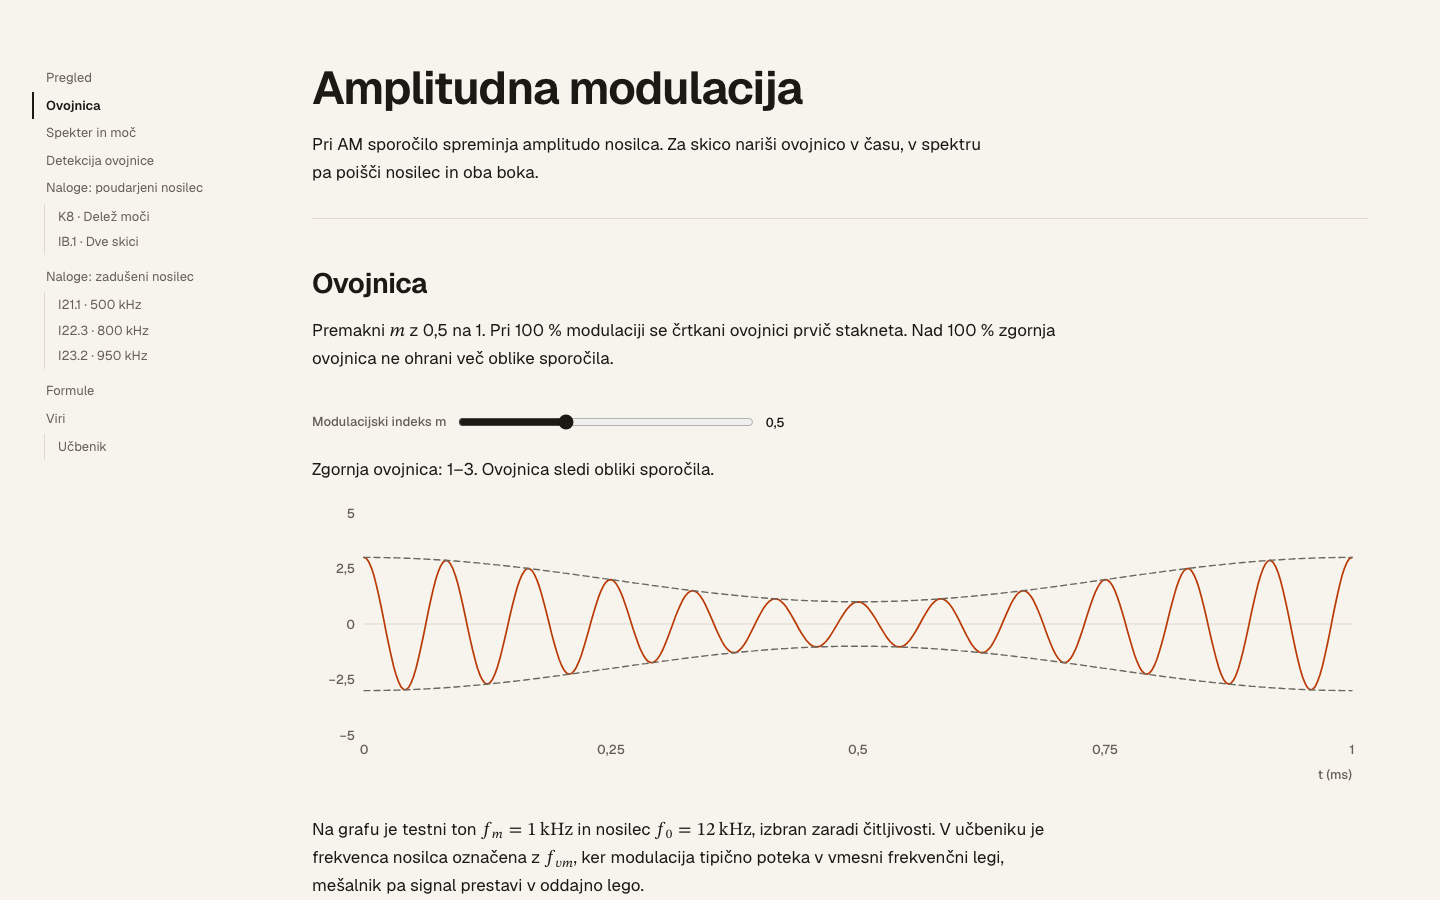 Pregled
Ovojnica
Spekter in moč
Detekcija ovojnice
Naloge: poudarjeni nosilec
K8 · Delež moči
IB.1 · Dve skici
Naloge: zadušeni nosilec
I21.1 · 500 kHz
I22.3 · 800 kHz
I23.2 · 950 kHz
Formule
Viri
Učbenik
Amplitudna modulacija
Pri AM sporočilo spreminja amplitudo nosilca. Za skico nariši ovojnico v času, v spektru
pa poišči nosilec in oba boka.
Ovojnica
Premakni m z 0,5 na 1. Pri 100 % modulaciji se črtkani ovojnici prvič stakneta. Nad 100 % zgornja
ovojnica ne ohrani več oblike sporočila.
Modulacijski indeks m 0,5
Zgornja ovojnica: 1–3. Ovojnica sledi obliki sporočila.
5
2,5
0
−2,5
−5
0 0,25 0,5 0,75 1
t (ms)
Na grafu je testni ton f_m = 1 kHz in nosilec f_0 = 12 kHz, izbran zaradi čitljivosti. V učbeniku je
frekvenca nosilca označena z f_vm, ker modulacija tipično poteka v vmesni frekvenčni legi,
mešalnik pa signal prestavi v oddajno lego.